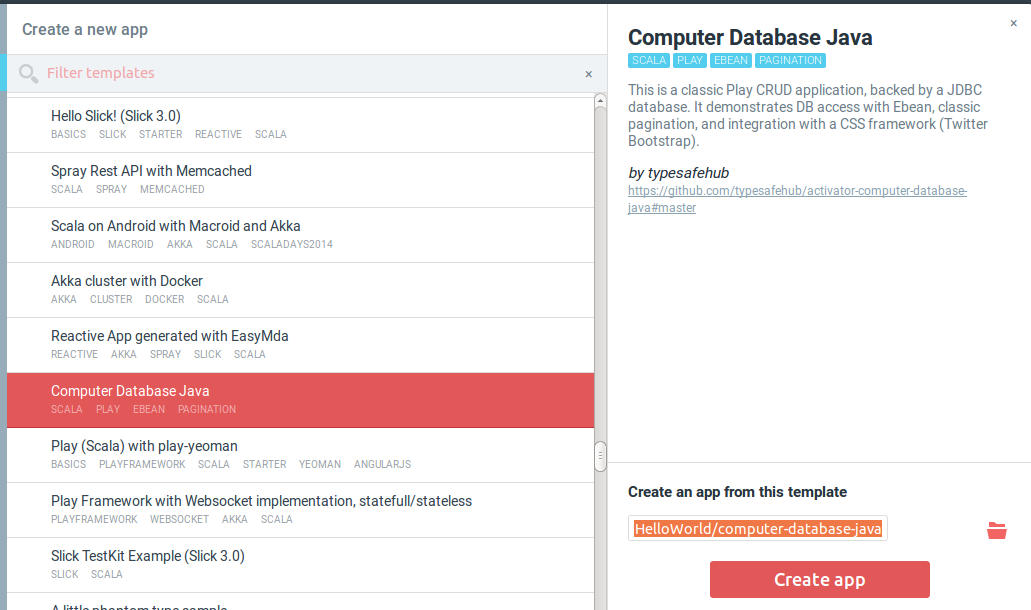 Create a new app
Filter templates
×
Hello Slick! (Slick 3.0)
BASICS SLICK STARTER REACTIVE SCALA
Spray Rest API with Memcached
SCALA SPRAY MEMCACHED
Scala on Android with Macroid and Akka
ANDROID MACROID AKKA SCALA SCALADAYS2014
Akka cluster with Docker
AKKA CLUSTER DOCKER SCALA
Reactive App generated with EasyMda
REACTIVE AKKA SPRAY SLICK SCALA
Computer Database Java
SCALA PLAY EBEAN PAGINATION
Play (Scala) with play-yeoman
BASICS PLAYFRAMEWORK SCALA STARTER YEOMAN ANGULARJS
Play Framework with Websocket implementation, statefull/stateless
PLAYFRAMEWORK WEBSOCKET AKKA SCALA
Slick TestKit Example (Slick 3.0)
SLICK SCALA
A little phantom type sample
×
Computer Database Java
SCALA PLAY EBEAN PAGINATION
This is a classic Play CRUD application, backed by a JDBC
database. It demonstrates DB access with Ebean, classic
pagination, and integration with a CSS framework (Twitter
Bootstrap).
by typesafehub
https://github.com/typesafehub/activator-computer-database-
java#master
Create an app from this template
HelloWorld/computer-database-java
Create app